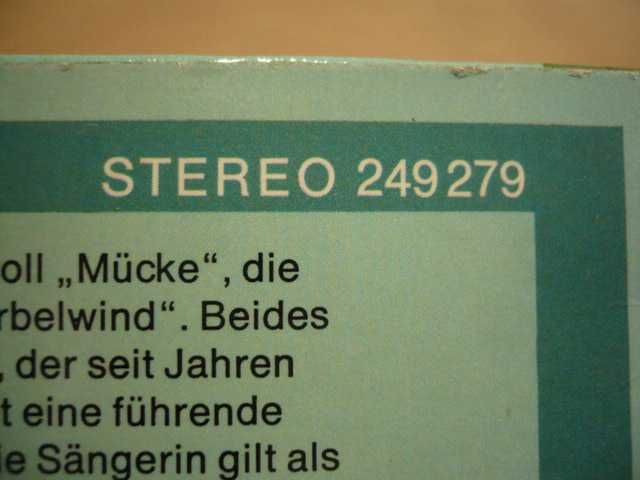 STEREO 249 279
oll „Mücke“, die
rbelwind“. Beides
, der seit Jahren
t eine führende
ie Sängerin gilt als